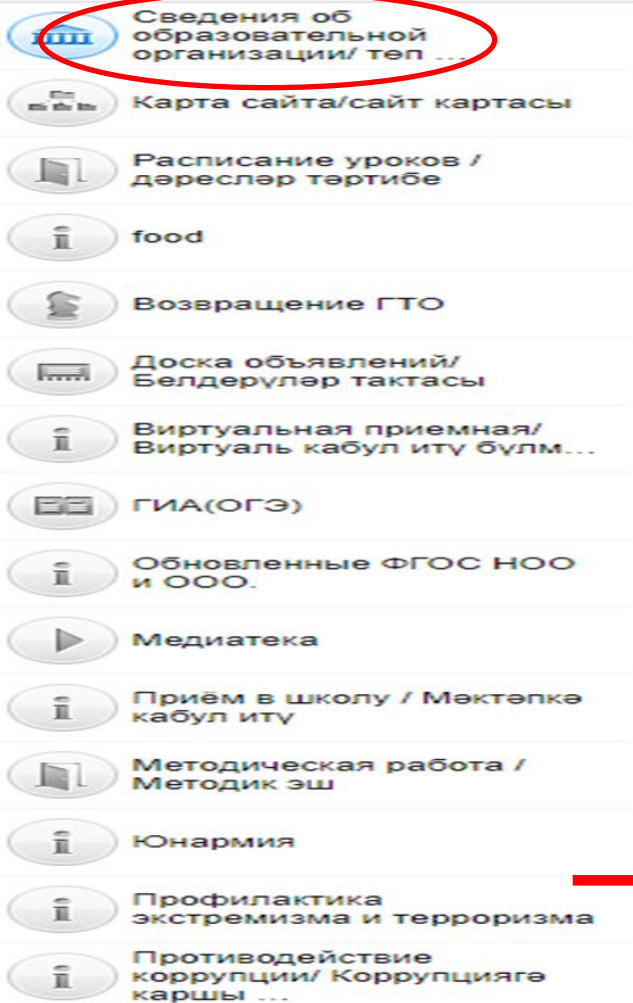 Сведения об
образовательной
организации/ төп ...
Карта сайта/сайт картасы
Расписание уроков /
дәресләр тәртибе
food
Возвращение ГТО
Доска объявлений/
Белдерүләр тактасы
Виртуальная приемная/
Виртуаль кабул итү бүлм...
ГИА(ОГЭ)
Обновленные ФГОС НОО
и ООО.
Медиатека
Приём в школу / Мәктәпкә
кабул итү
Методическая работа /
Методик эш
Юнармия
Профилактика
экстремизма и терроризма
Противодействие
коррупции/ Коррупциягә
каршы ...